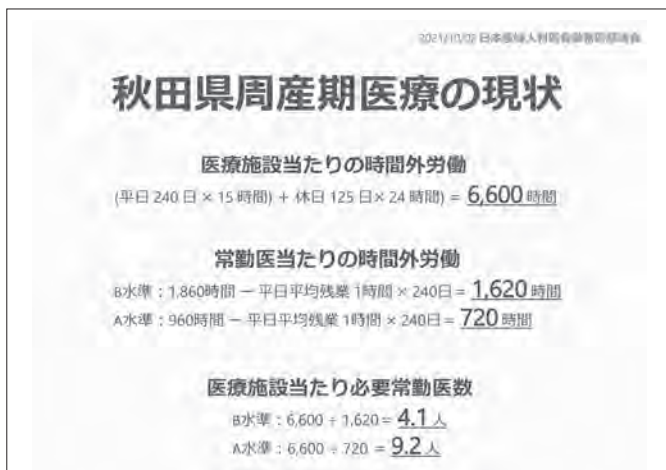 2021/10/02 日本産婦人科医会
秋田県周産期医療の現状
医療施設当たりの時間外労働
(平日 240 日 × 15 時間) + 休日 125 日× 24 時間) = 6,600 時間
常勤医当たりの時間外労働
B水準：1,860時間 － 平日平均残業 1時間 × 240日 = 1,620 時間
A水準：960時間 － 平日平均残業 1時間 × 240日 = 720 時間
医療施設当たり必要常勤医数
B水準：6,600 ÷ 1,620 = 4.1 人
A水準：6,600 ÷ 720 = 9.2 人